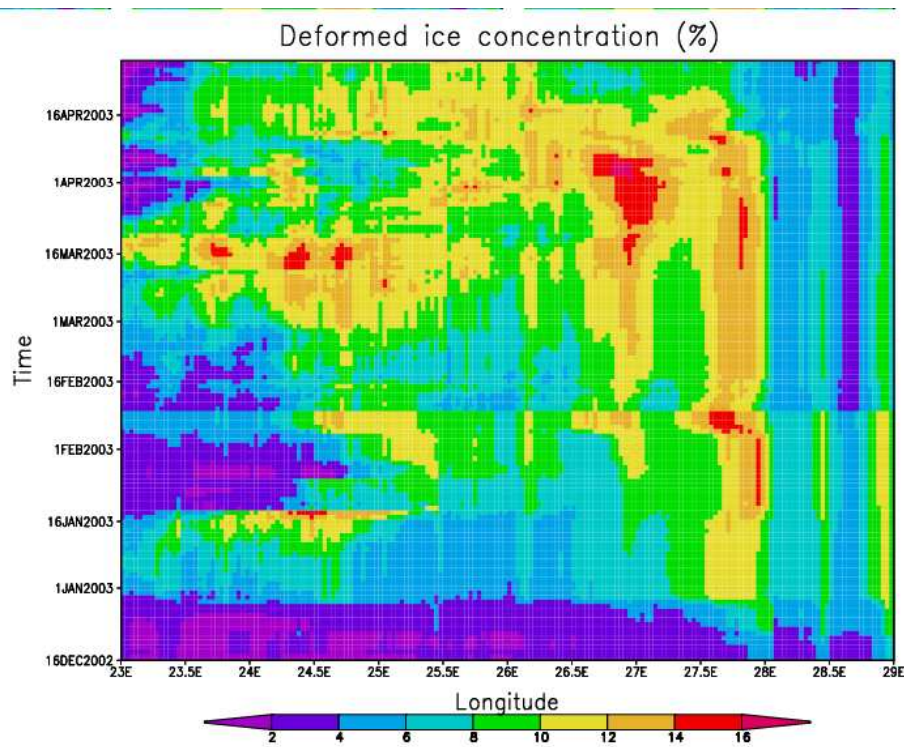 Deformed ice concentration (%)
16APR2003
1APR2003
16MAR2003
1MAR2003
16FEB2003
1FEB2003
16JAN2003
1JAN2003
16DEC2002
Time
23E 23.5E 24E 24.5E 25E 25.5E 26E 26.5E 27E 27.5E 28E 28.5E 29E
Longitude
2 4 6 8 10 12 14 16